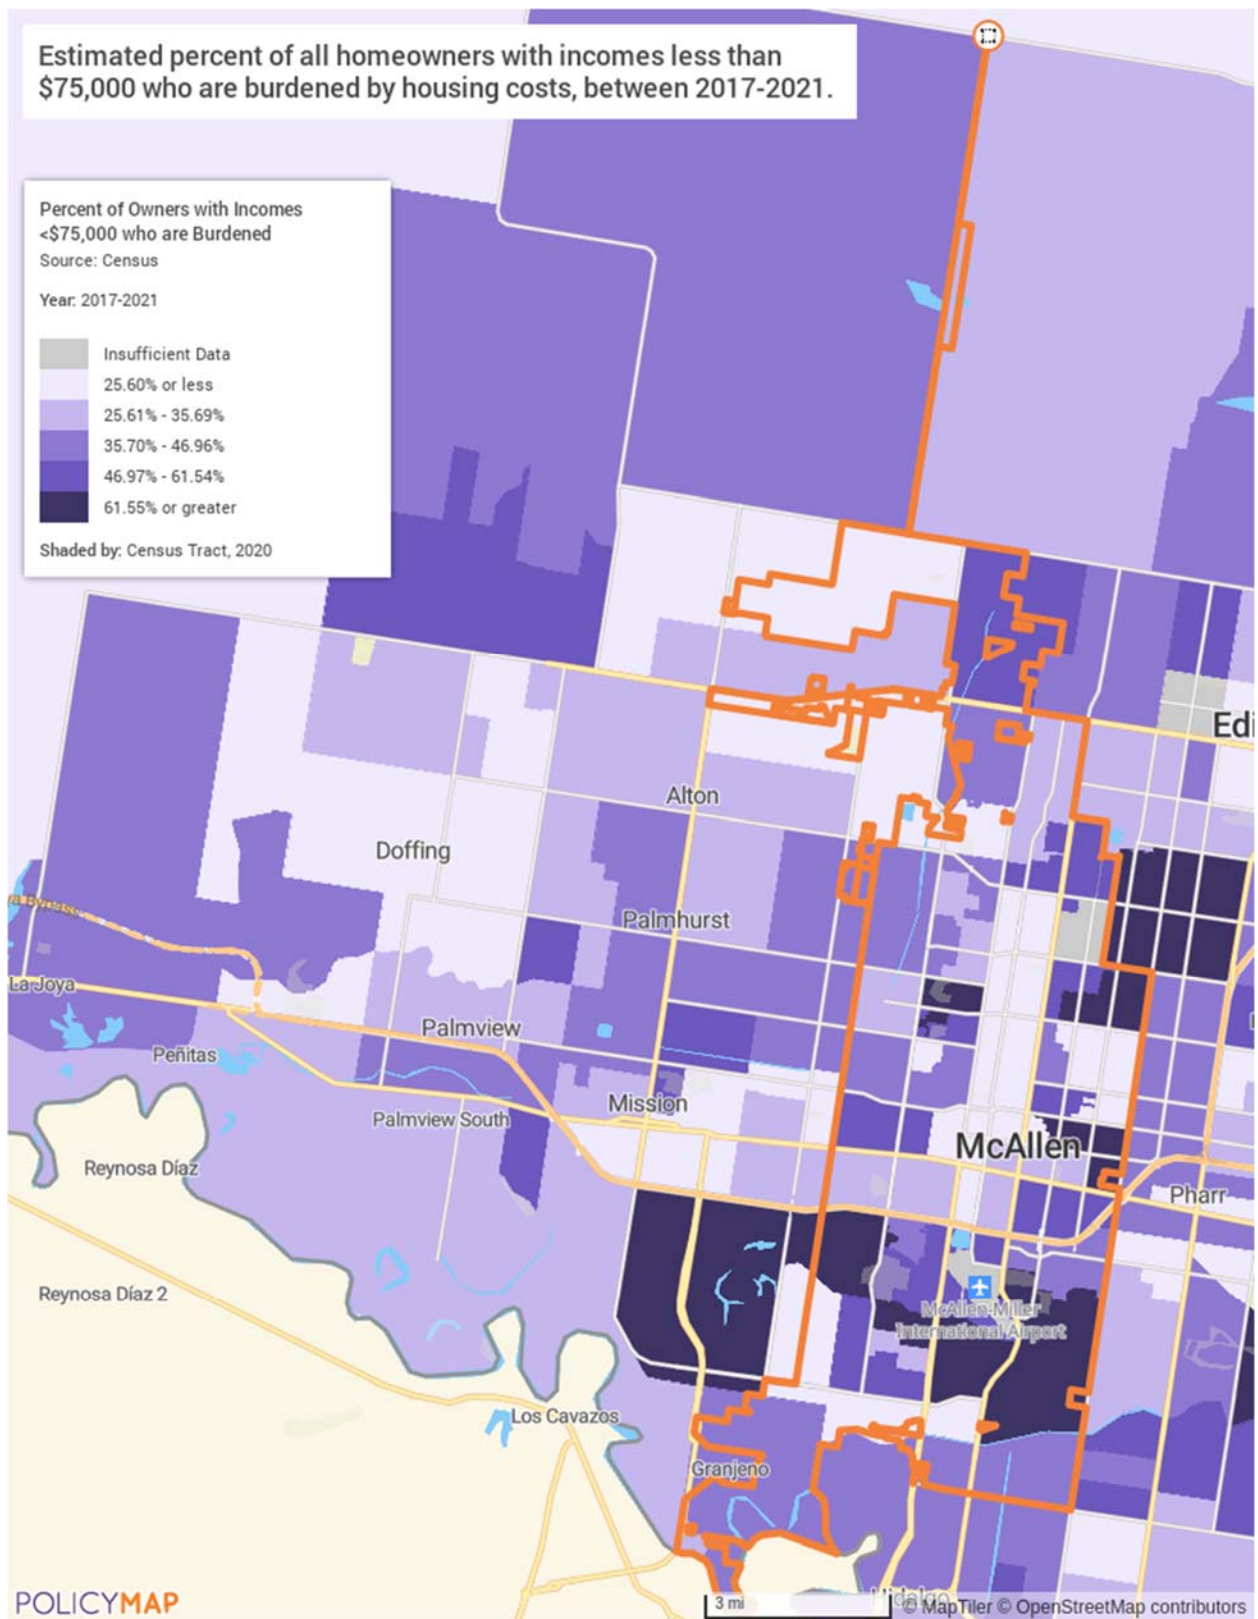 Estimated percent of all homeowners with incomes less than
$75,000 who are burdened by housing costs, between 2017-2021.
Percent of Owners with Incomes
<$75,000 who are Burdened
Source: Census
Year: 2017-2021
Insufficient Data
25.60% or less
25.61% - 35.69%
35.70% - 46.96%
46.97% - 61.54%
61.55% or greater
Shaded by: Census Tract, 2020
Edi
Alton
Doffing
Palmhurst
a Bypass
La Joya
Palmview
Peñitas
Mission
Palmview South
McAllen
Reynosa Díaz
Pharr
Reynosa Díaz 2
McAllen-Miller
International Airport
Los Cavazos
Granjeno
Hidalgo
POLICYMAP
3 mi
© MapTiler © OpenStreetMap contributors